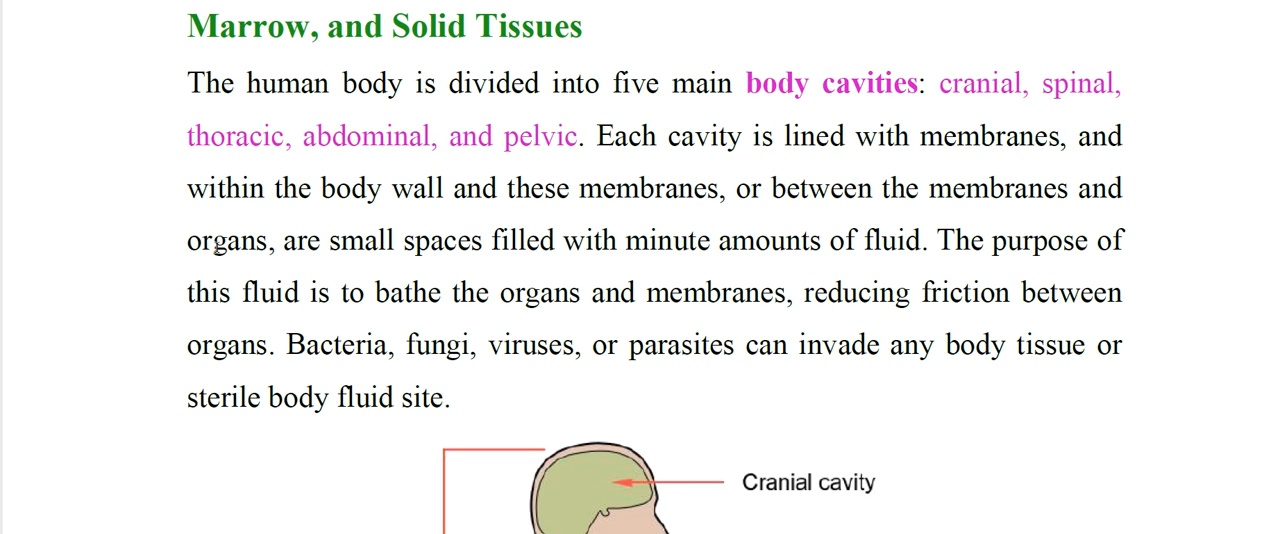 Marrow, and Solid Tissues
The human body is divided into five main body cavities: cranial, spinal,
thoracic, abdominal, and pelvic. Each cavity is lined with membranes, and
within the body wall and these membranes, or between the membranes and
organs, are small spaces filled with minute amounts of fluid. The purpose of
this fluid is to bathe the organs and membranes, reducing friction between
organs. Bacteria, fungi, viruses, or parasites can invade any body tissue or
sterile body fluid site.
Cranial cavity